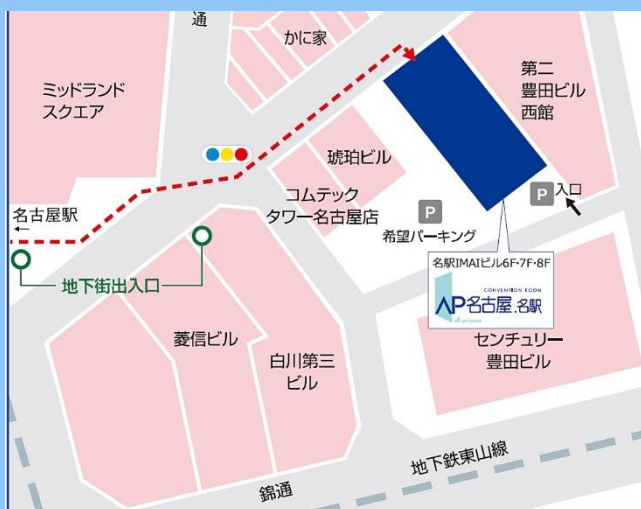 通
かに家
ミッドランド
スクエア
第二
豊田ビル
西館
琥珀ビル
コムテック
タワー名古屋店
P
入口
P
希望パーキング
名古屋駅
←
地下街出入口
名駅IMAIビル6F・7F・8F
CONVENTION ROOM
AP名古屋.名駅
菱信ビル
白川第三
ビル
センチュリー
豊田ビル
地下鉄東山線
錦通